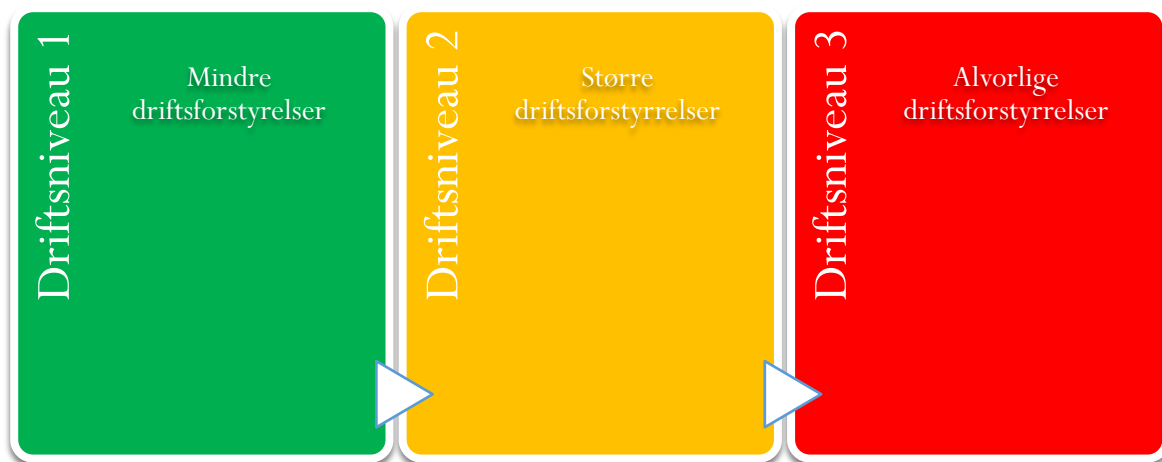 Driftsniveau 1
Mindre
driftsforstyrelser
Driftsniveau 2
Større
driftsforstyrrelser
Driftsniveau 3
Alvorlige
driftsforstyrrelser